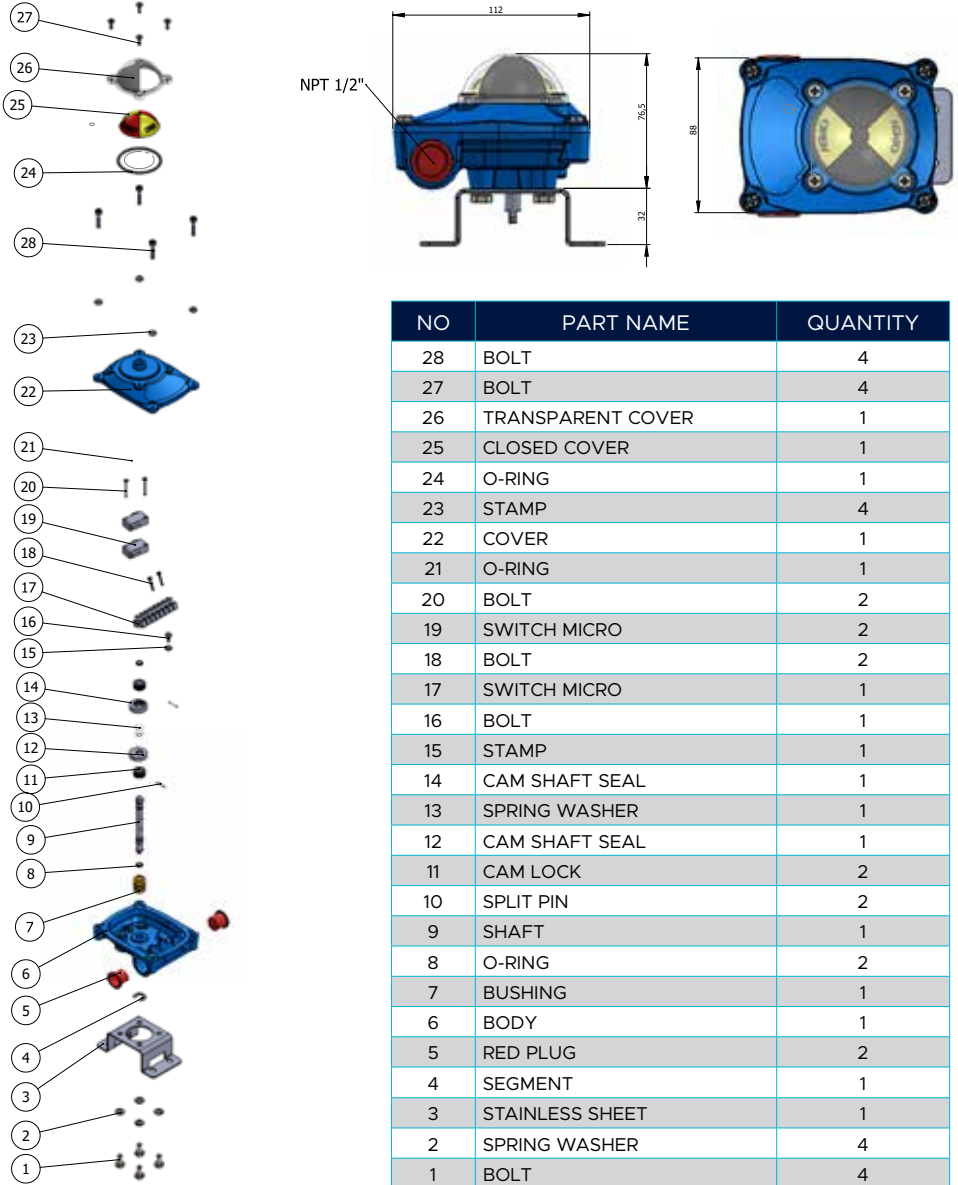 27
26
25
24
28
23
22
21
20
19
18
17
16
15
14
13
12
11
10
9
8
7
6
5
4
3
2
1
112
NPT 1/2"
76,5
32
88
OPEN
OPEN
NO PART NAME QUANTITY
28 BOLT 4
27 BOLT 4
26 TRANSPARENT COVER 1
25 CLOSED COVER 1
24 O-RING 1
23 STAMP 4
22 COVER 1
21 O-RING 1
20 BOLT 2
19 SWITCH MICRO 2
18 BOLT 2
17 SWITCH MICRO 1
16 BOLT 1
15 STAMP 1
14 CAM SHAFT SEAL 1
13 SPRING WASHER 1
12 CAM SHAFT SEAL 1
11 CAM LOCK 2
10 SPLIT PIN 2
9 SHAFT 1
8 O-RING 2
7 BUSHING 1
6 BODY 1
5 RED PLUG 2
4 SEGMENT 1
3 STAINLESS SHEET 1
2 SPRING WASHER 4
1 BOLT 4